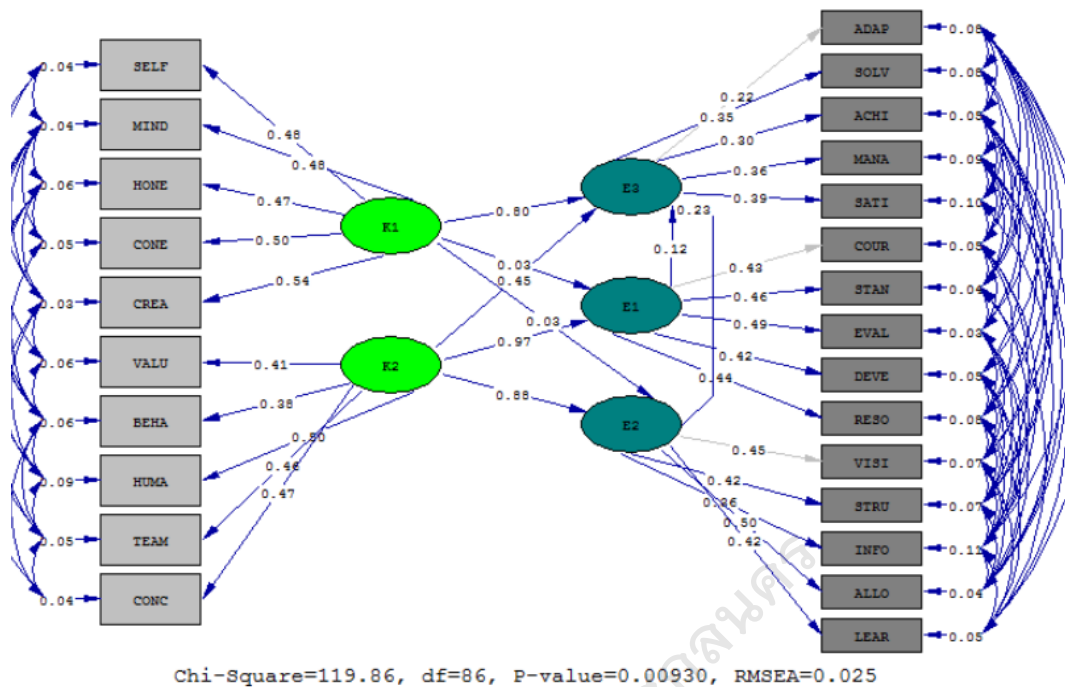 ADAP
0.04
SELF
0.08
SOLV
0.08
0.22
0.35
MIND
0.04
0.48
ACHI
0.05
0.30
0.48
MANA
0.09
0.36
HONE
0.06
E3
0.47
SATI
0.10
0.39
0.80
0.23
K1
CONE
0.05
0.50
COUR
0.05
0.12
0.43
0.03
0.45
0.54
STAN
0.04
0.46
CREA
0.03
E1
EVAL
0.03
0.49
0.03
0.97
VALU
0.06
0.41
K2
DEVE
0.05
0.42
0.44
0.88
0.38
BEHA
0.06
RESO
0.08
E2
0.50
0.45
VISI
0.07
0.46
HUMA
0.09
0.42
0.47
STRU
0.07
0.36
0.50
TEAM
0.05
0.42
INFO
0.11
CONC
0.04
ALLO
0.04
LEAR
0.05
Chi-Square=119.86, df=86, P-value=0.00930, RMSEA=0.025